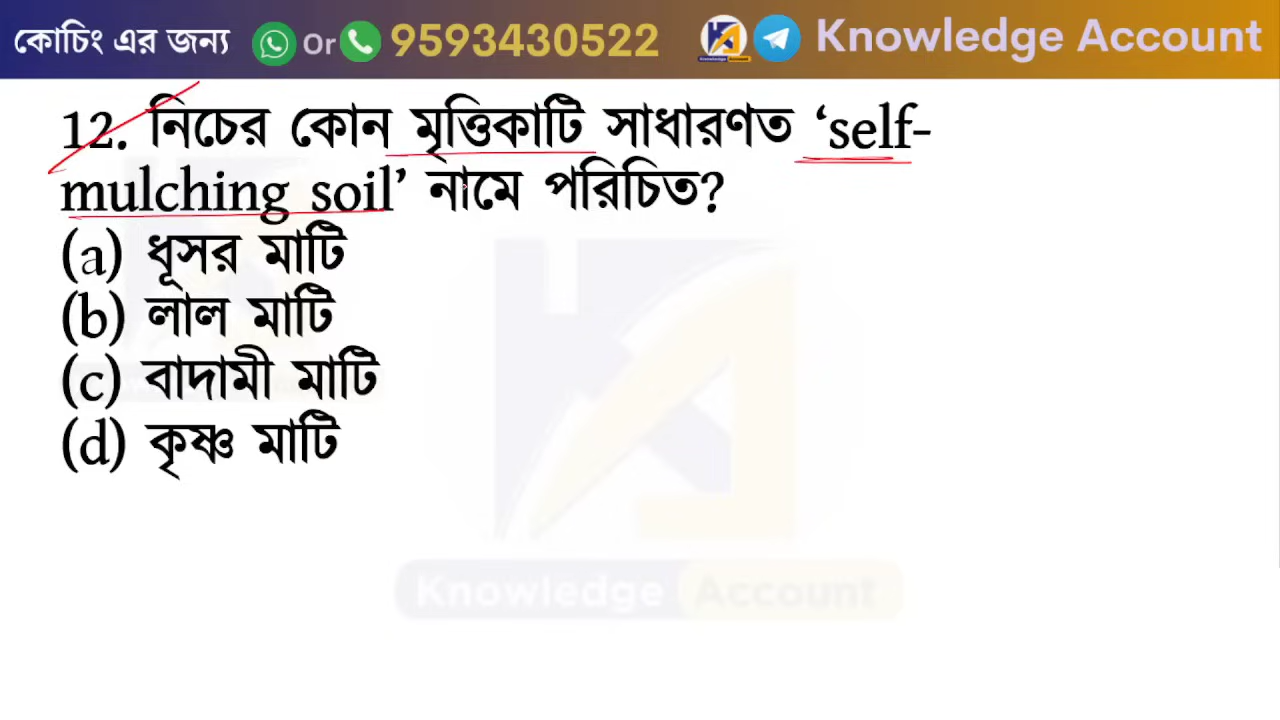 কোচিং এর জন্য Or 9593430522 Knowledge Account
12. নিচের কোন মৃত্তিকাটি সাধারণত ‘self-
mulching soil’ নামে পরিচিত?
(a) ধূসর মাটি
(b) লাল মাটি
(c) বাদামী মাটি
(d) কৃষ্ণ মাটি
Knowledge Account